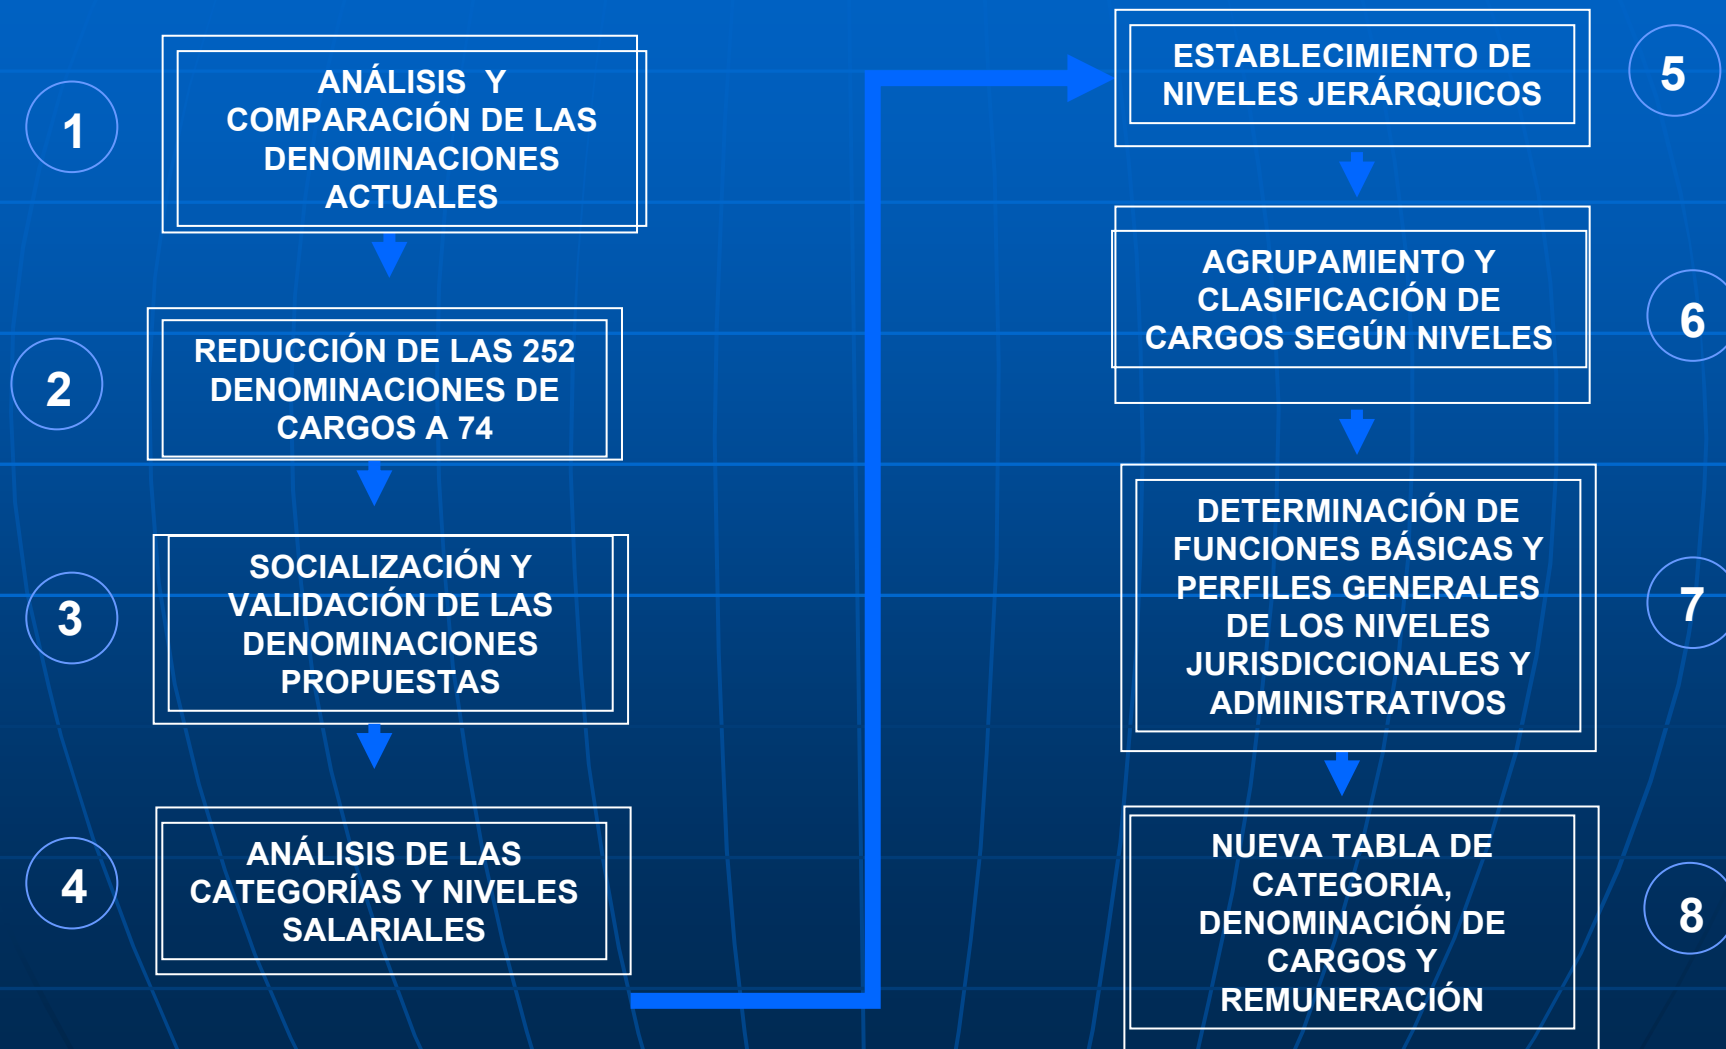 1
ANÁLISIS Y
COMPARACIÓN DE LAS
DENOMINACIONES
ACTUALES
2
REDUCCIÓN DE LAS 252
DENOMINACIONES DE
CARGOS A 74
3
SOCIALIZACIÓN Y
VALIDACIÓN DE LAS
DENOMINACIONES
PROPUESTAS
4
ANÁLISIS DE LAS
CATEGORÍAS Y NIVELES
SALARIALES
5
ESTABLECIMIENTO DE
NIVELES JERÁRQUICOS
6
AGRUPAMIENTO Y
CLASIFICACIÓN DE
CARGOS SEGÚN NIVELES
7
DETERMINACIÓN DE
FUNCIONES BÁSICAS Y
PERFILES GENERALES
DE LOS NIVELES
JURISDICCIONALES Y
ADMINISTRATIVOS
8
NUEVA TABLA DE
CATEGORIA,
DENOMINACIÓN DE
CARGOS Y
REMUNERACIÓN